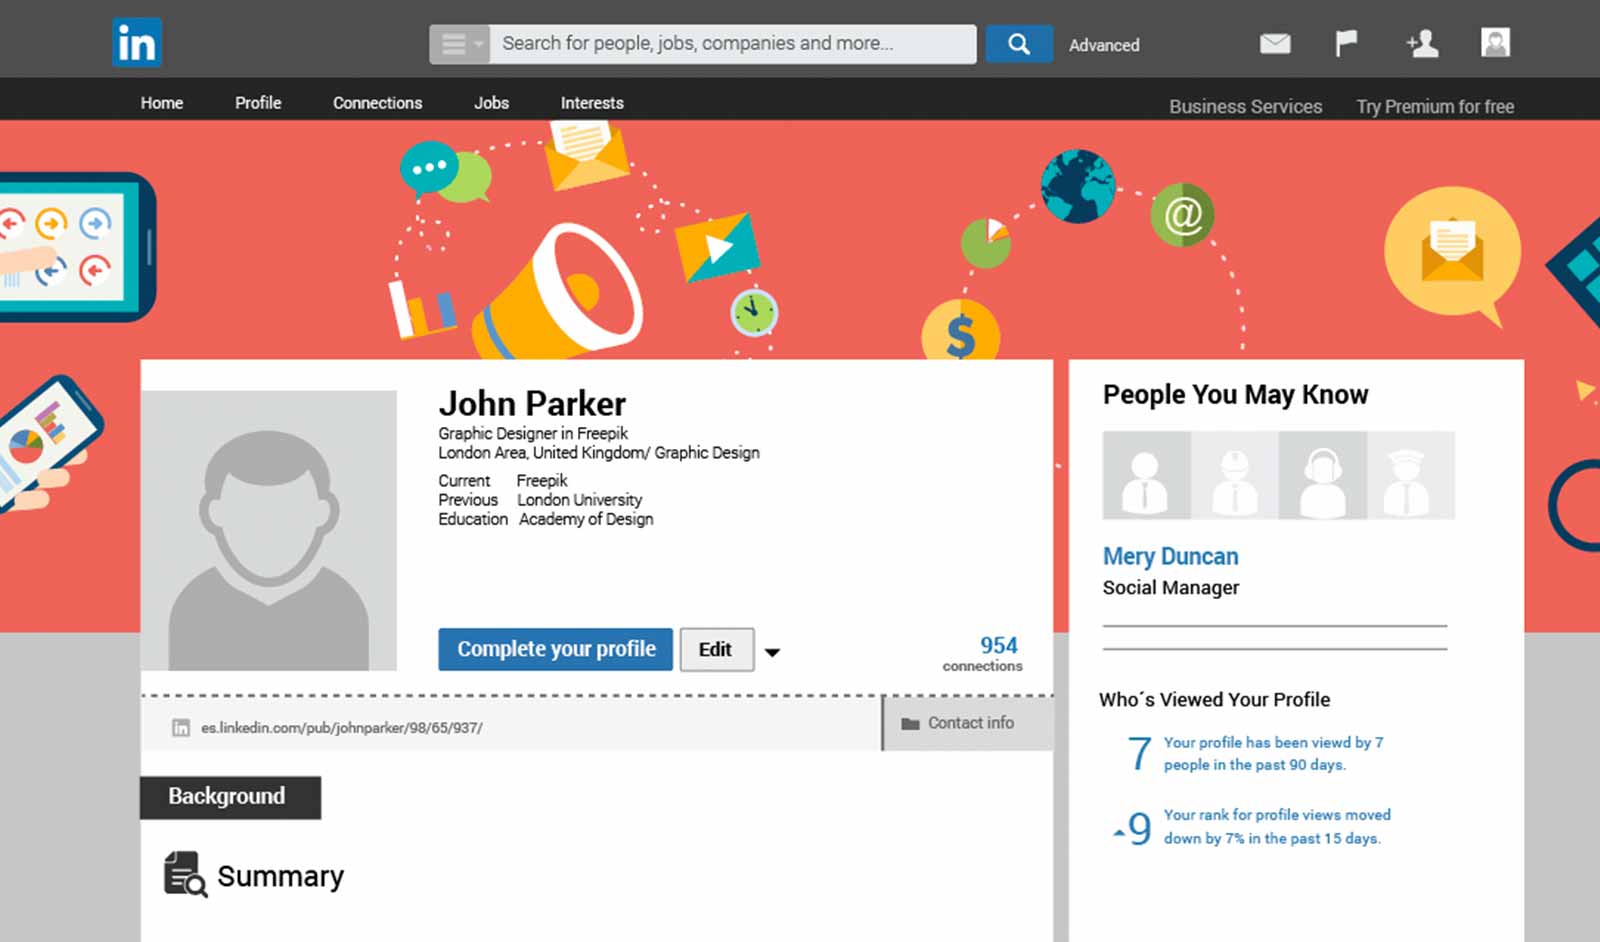 in
Search for people, jobs, companies and more...
Advanced
Home
Profile
Connections
Jobs
Interests
Business Services
Try Premium for free
@
$
John Parker
Graphic Designer in Freepik
London Area, United Kingdom/ Graphic Design
Current Freepik
Previous London University
Education Academy of Design
Complete your profile
Edit
954
connections
in
es.linkedin.com/pub/johnparker/98/65/937/
Contact info
Background
Summary
People You May Know
Mery Duncan
Social Manager
Who´s Viewed Your Profile
7
Your profile has been viewd by 7
people in the past 90 days.
9
Your rank for profile views moved
down by 7% in the past 15 days.